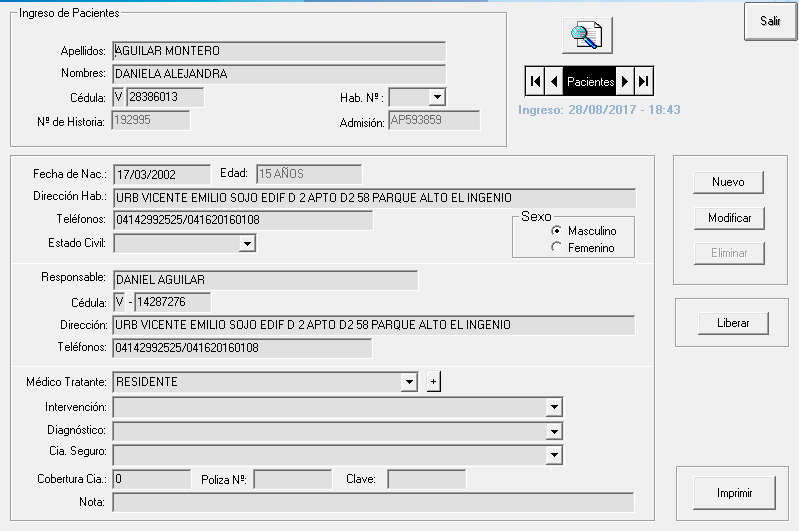 Ingreso de Pacientes
Salir
Apellidos: AGUILAR MONTERO
Nombres: DANIELA ALEJANDRA
Cédula: V 28386013 Hab. Nº :
Nº de Historia: 192995 Admisión: AP593859
Pacientes
Ingreso: 28/08/2017 - 18:43
Fecha de Nac.: 17/03/2002 Edad: 15 AÑOS
Dirección Hab.: URB VICENTE EMILIO SOJO EDIF D 2 APTO D2 58 PARQUE ALTO EL INGENIO
Teléfonos: 04142992525/041620160108
Estado Civil:
Sexo
Masculino
Femenino
Nuevo
Modificar
Eliminar
Responsable: DANIEL AGUILAR
Cédula: V - 14287276
Dirección: URB VICENTE EMILIO SOJO EDIF D 2 APTO D2 58 PARQUE ALTO EL INGENIO
Teléfonos: 04142992525/041620160108
Liberar
Médico Tratante: RESIDENTE +
Intervención:
Diagnóstico:
Cia. Seguro:
Cobertura Cia.: 0 Poliza Nº: Clave:
Nota:
Imprimir